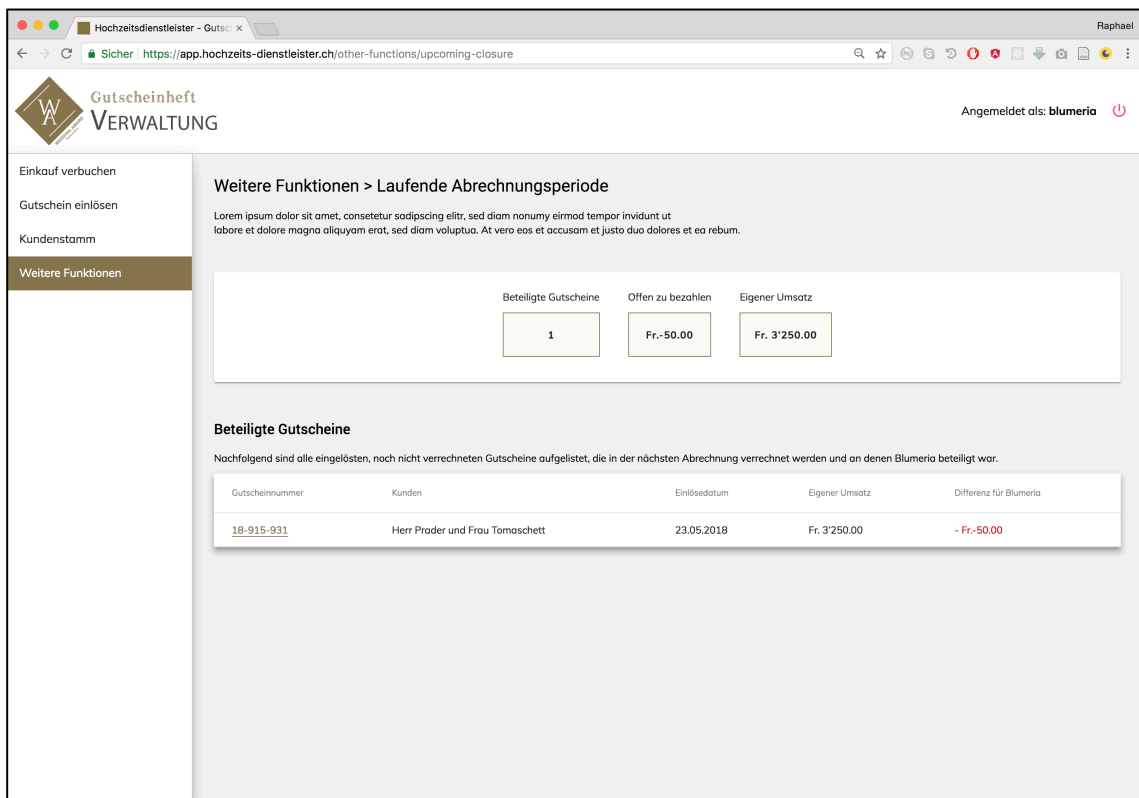 Hochzeitsdienstleister - Gutsc
Raphael
Sicher https://app.hochzeits-dienstleister.ch/other-functions/upcoming-closure
WA
WEDDING AWARD
Gutscheinheft
VERWALTUNG
Angemeldet als: blumeria
Einkauf verbuchen
Gutschein einlösen
Kundenstamm
Weitere Funktionen
Weitere Funktionen > Laufende Abrechnungsperiode
Lorem ipsum dolor sit amet, consetetur sadipscing elitr, sed diam nonumy eirmod tempor invidunt ut
labore et dolore magna aliquyam erat, sed diam voluptua. At vero eos et accusam et justo duo dolores et ea rebum.
Beteiligte Gutscheine Offen zu bezahlen Eigener Umsatz
1 Fr.-50.00 Fr. 3'250.00
Beteiligte Gutscheine
Nachfolgend sind alle eingelösten, noch nicht verrechneten Gutscheine aufgelistet, die in der nächsten Abrechnung verrechnet werden und an denen Blumeria beteiligt war.
Gutscheinnummer Kunden Einlösedatum Eigener Umsatz Differenz für Blumeria
18-915-931 Herr Prader und Frau Tomaschett 23.05.2018 Fr. 3'250.00 - Fr.-50.00